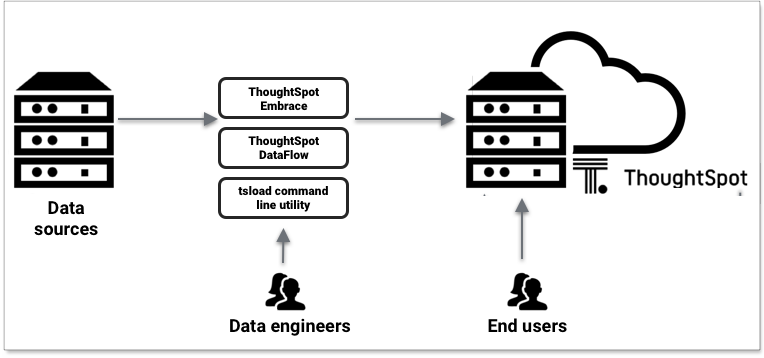 ThoughtSpot
Embrace
ThoughtSpot
DataFlow
tsload command
line utility
Data
sources
ThoughtSpot
Data engineers
End users